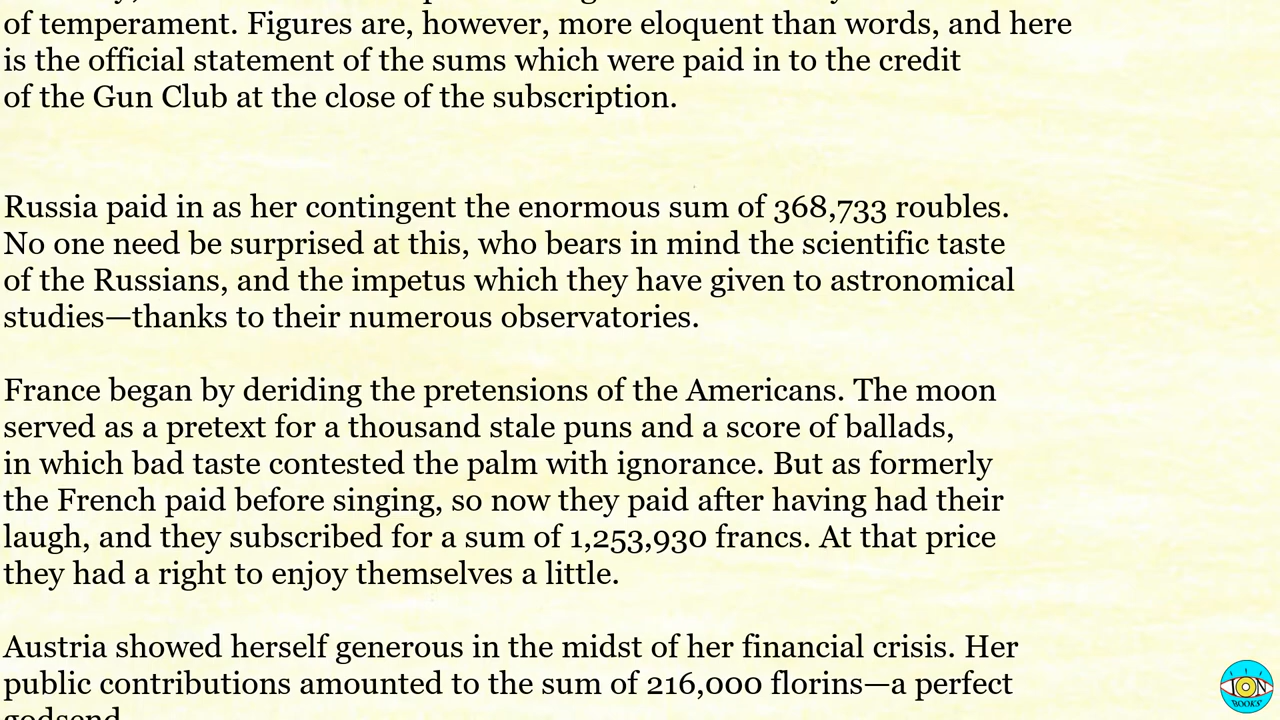 of temperament. Figures are, however, more eloquent than words, and here
is the official statement of the sums which were paid in to the credit
of the Gun Club at the close of the subscription.
Russia paid in as her contingent the enormous sum of 368,733 roubles.
No one need be surprised at this, who bears in mind the scientific taste
of the Russians, and the impetus which they have given to astronomical
studies—thanks to their numerous observatories.
France began by deriding the pretensions of the Americans. The moon
served as a pretext for a thousand stale puns and a score of ballads,
in which bad taste contested the palm with ignorance. But as formerly
the French paid before singing, so now they paid after having had their
laugh, and they subscribed for a sum of 1,253,930 francs. At that price
they had a right to enjoy themselves a little.
Austria showed herself generous in the midst of her financial crisis. Her
public contributions amounted to the sum of 216,000 florins—a perfect
godsend.
ION
BOOKS